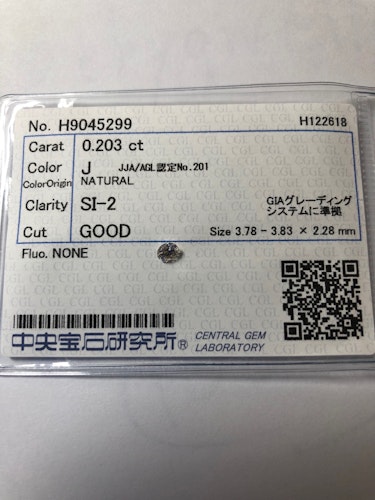 No. H9045299 H122618
Carat 0.203 ct
Color J JJA/AGL認定No.201
ColorOrigin NATURAL
Clarity SI-2 GIAグレーディング
システムに準拠
Cut GOOD Size 3.78 - 3.83 × 2.28 mm
Fluo. NONE
中央宝石研究所® CENTRAL GEM
LABORATORY